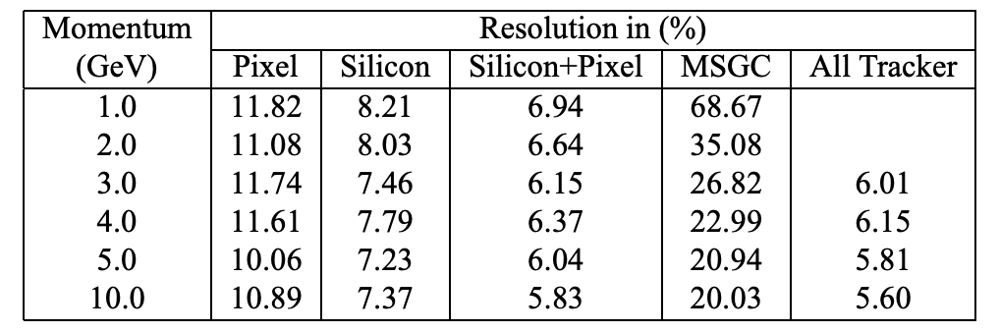 Momentum Resolution in (%)
(GeV) Pixel Silicon Silicon+Pixel MSGC All Tracker
1.0 11.82 8.21 6.94 68.67
2.0 11.08 8.03 6.64 35.08
3.0 11.74 7.46 6.15 26.82 6.01
4.0 11.61 7.79 6.37 22.99 6.15
5.0 10.06 7.23 6.04 20.94 5.81
10.0 10.89 7.37 5.83 20.03 5.60